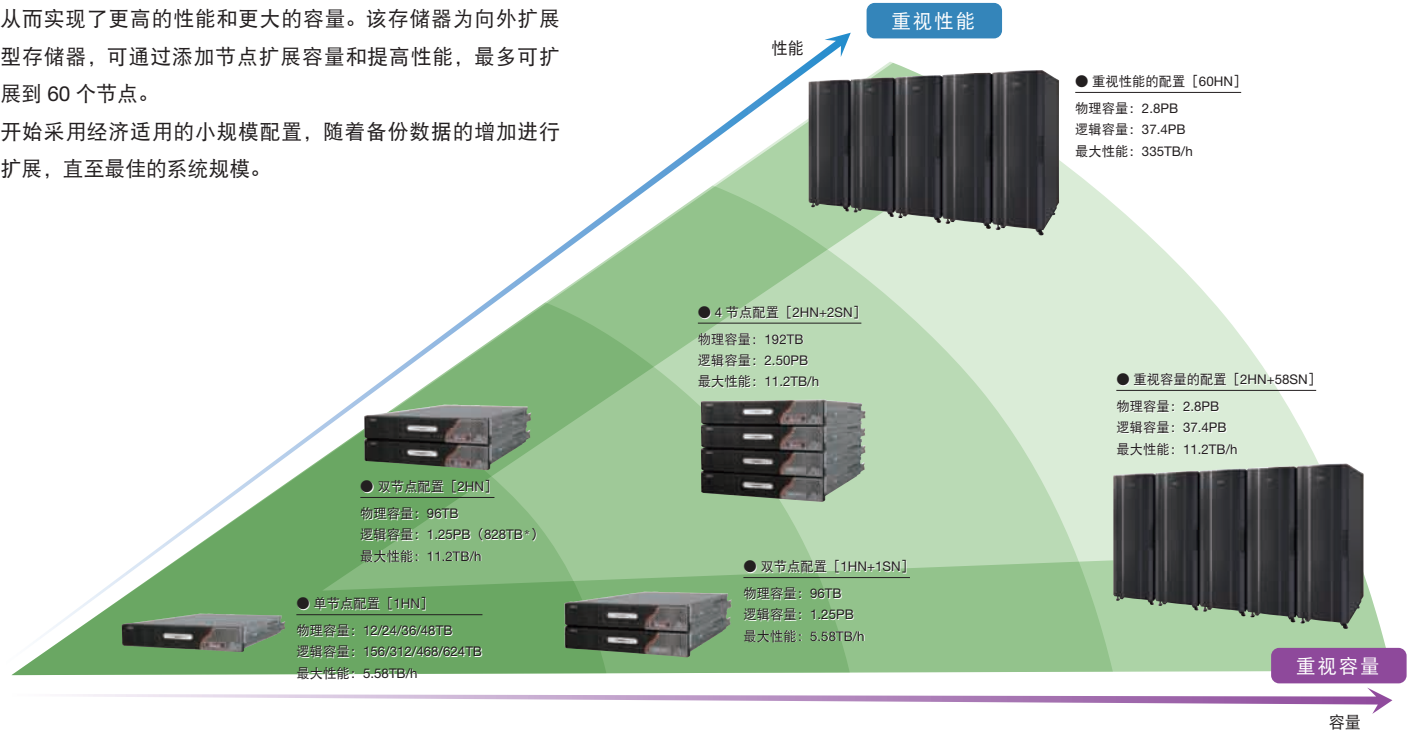 从而实现了更高的性能和更大的容量。该存储器为向外扩展
型存储器，可通过添加节点扩展容量和提高性能，最多可扩
展到 60 个节点。
开始采用经济适用的小规模配置，随着备份数据的增加进行
扩展，直至最佳的系统规模。
重视性能
性能
● 重视性能的配置［60HN］
物理容量：2.8PB
逻辑容量：37.4PB
最大性能：335TB/h
● 4 节点配置［2HN+2SN］
物理容量：192TB
逻辑容量：2.50PB
最大性能：11.2TB/h
● 重视容量的配置［2HN+58SN］
物理容量：2.8PB
逻辑容量：37.4PB
最大性能：11.2TB/h
● 双节点配置［2HN］
物理容量：96TB
逻辑容量：1.25PB（828TB*）
最大性能：11.2TB/h
● 双节点配置［1HN+1SN］
物理容量：96TB
逻辑容量：1.25PB
最大性能：5.58TB/h
● 单节点配置［1HN］
物理容量：12/24/36/48TB
逻辑容量：156/312/468/624TB
最大性能：5.58TB/h
重视容量
容量